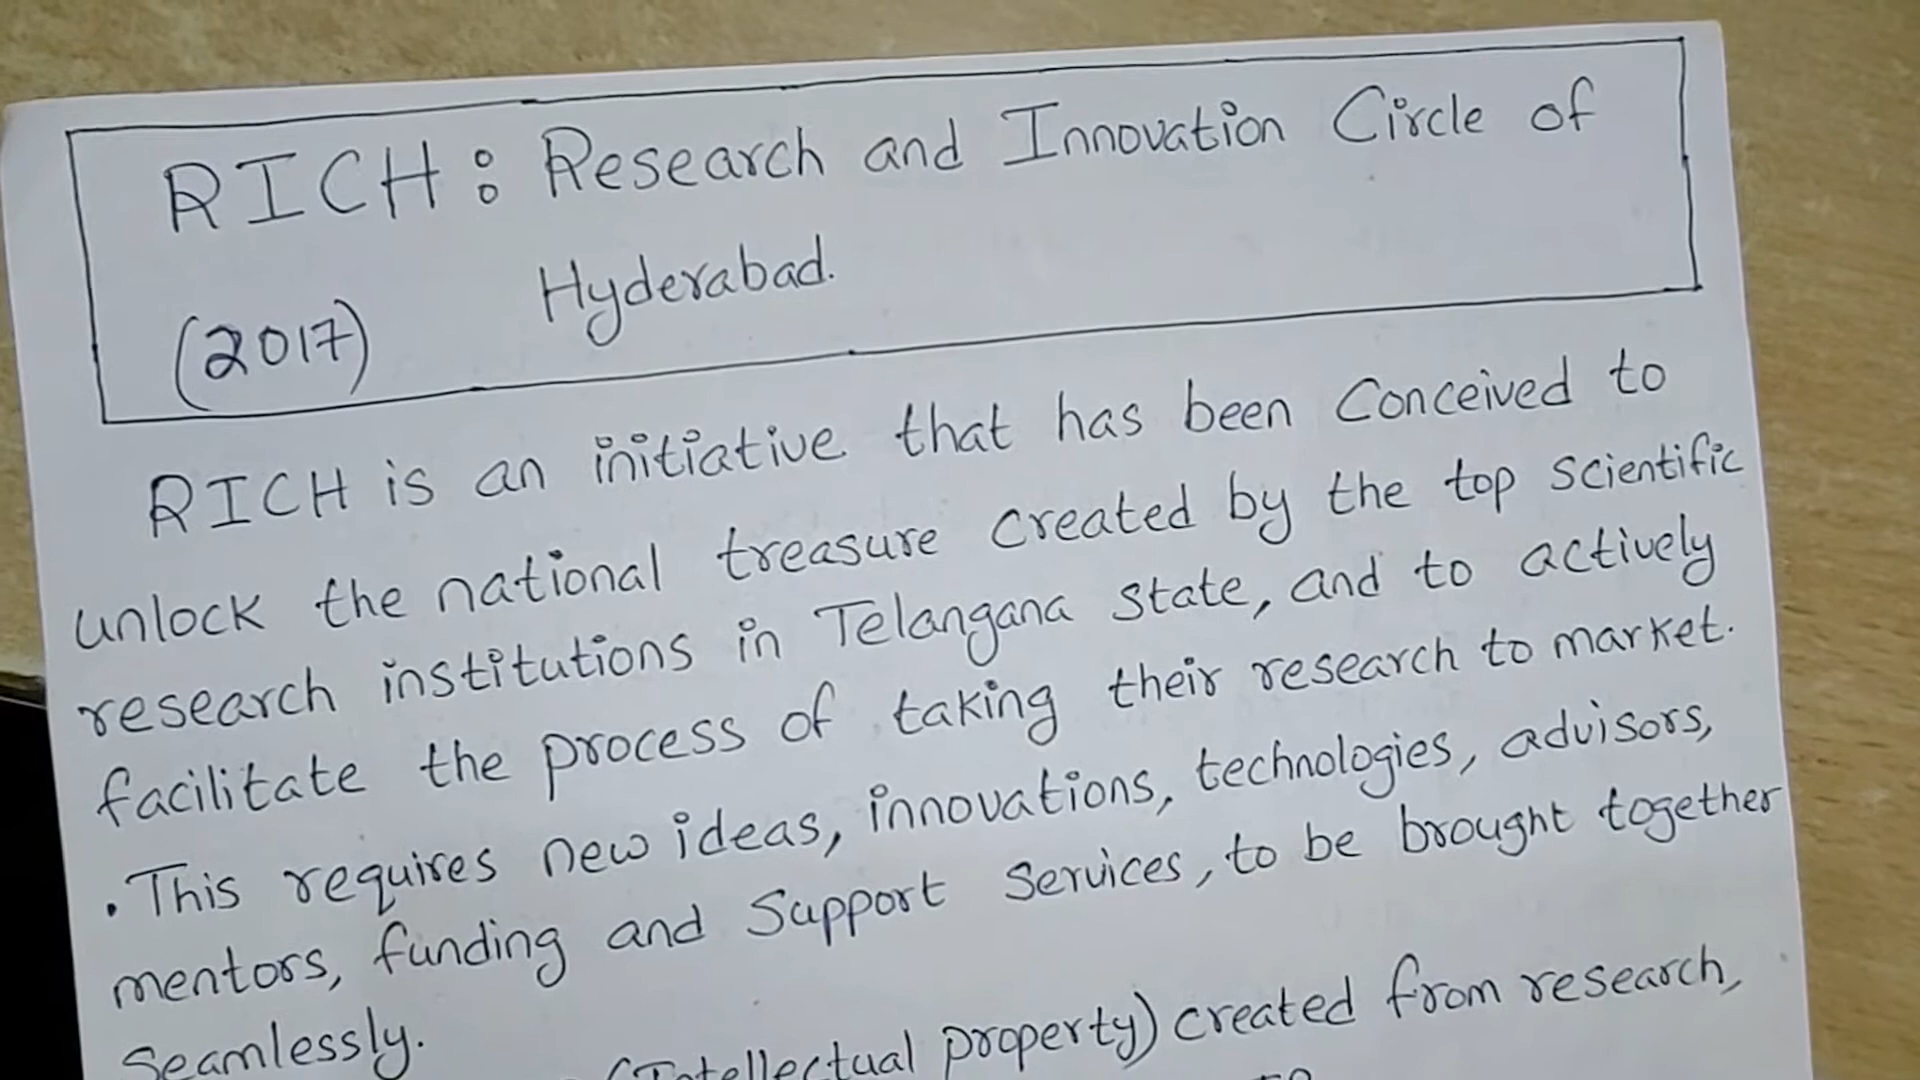 RICH: Research and Innovation Circle of
(2017) Hyderabad.
RICH is an initiative that has been Conceived to
unlock the national treasure created by the top scientific
research institutions in Telangana state, and to actively
facilitate the process of taking their research to market.
• This requires new ideas, innovations, technologies, advisors,
mentors, funding and support services, to be brought together
seamlessly.
(Intellectual property) created from research,